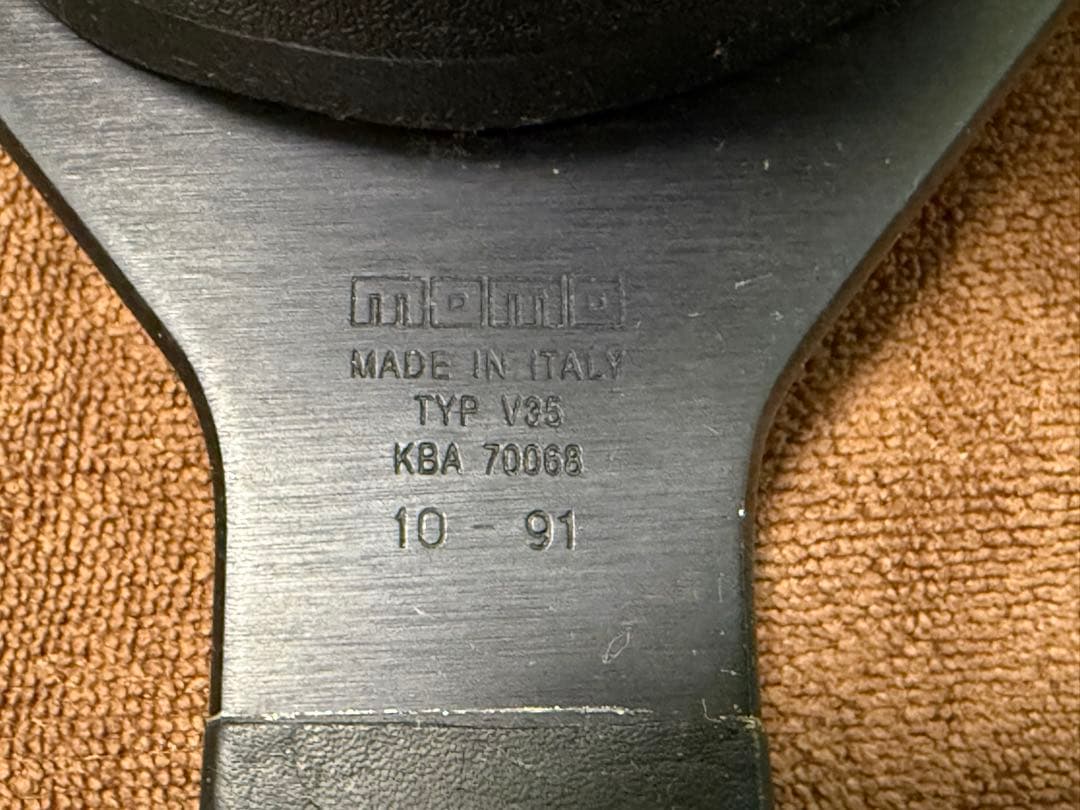 momo
MADE IN ITALY
TYP V35
KBA 70068
10 - 91